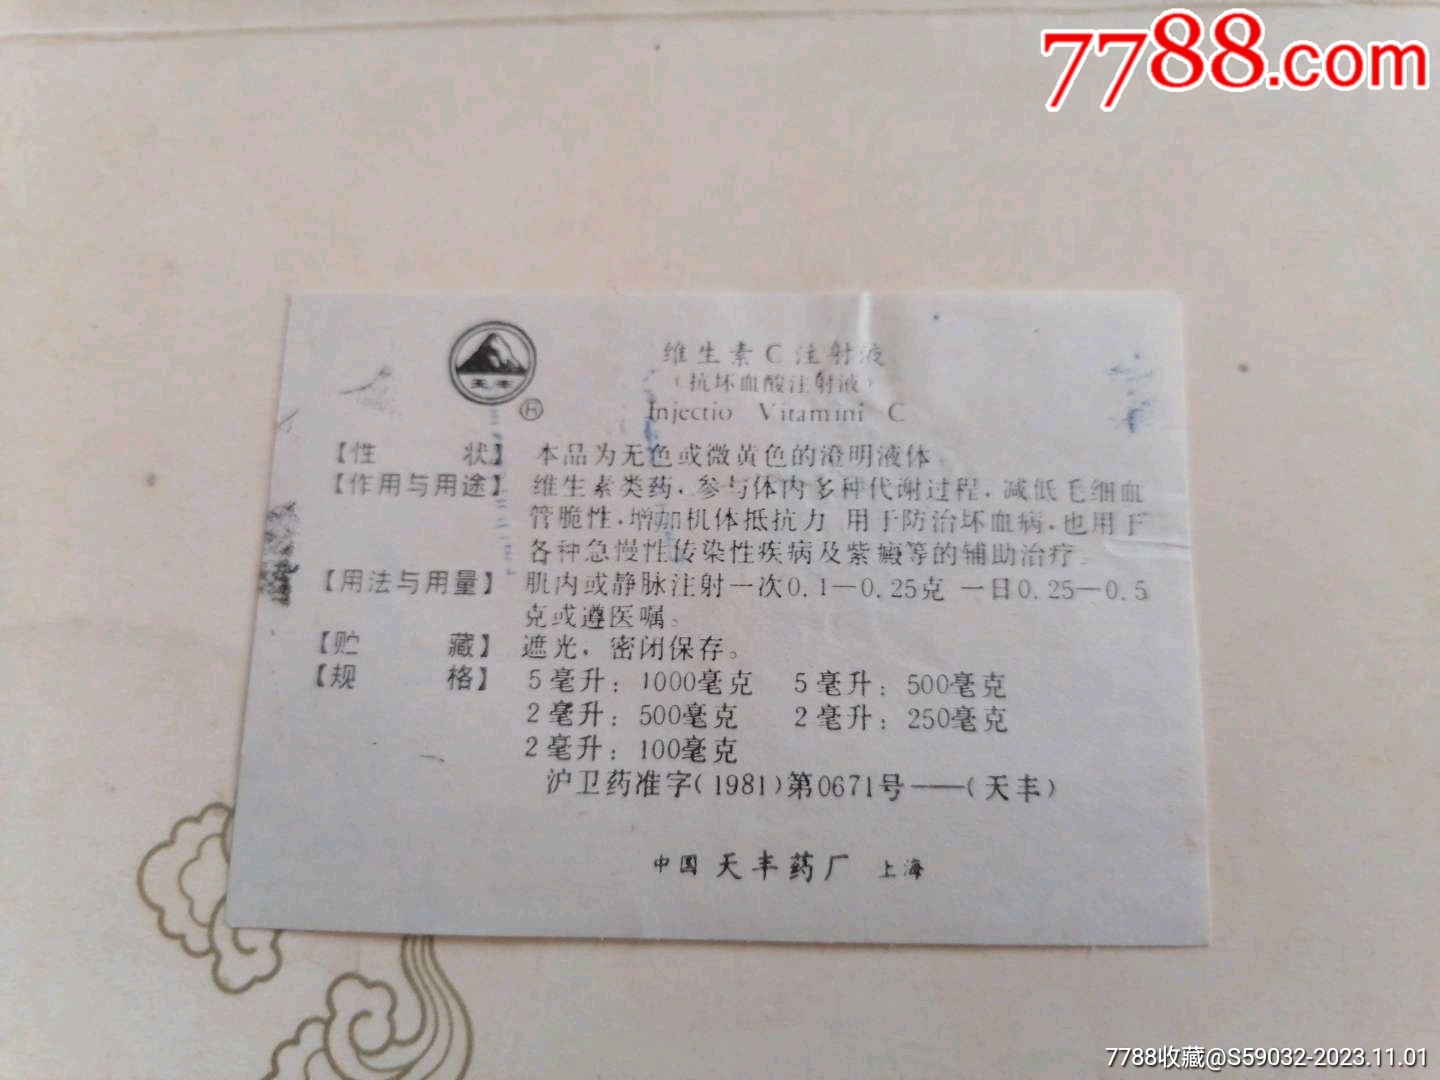 7788.com
天丰
R
维生素C注射液
(抗坏血酸注射液)
Injectio Vitamini C
【性 状】 本品为无色或微黄色的澄明液体
【作用与用途】 维生素类药，参与体内多种代谢过程，减低毛细血
管脆性，增加机体抵抗力 用于防治坏血病，也用于
各种急慢性传染性疾病及紫癜等的辅助治疗。
【用法与用量】 肌内或静脉注射一次0.1—0.25克 一日0.25—0.5
克或遵医嘱。
【贮 藏】 遮光，密闭保存。
【规 格】 5毫升：1000毫克 5毫升：500毫克
2毫升：500毫克 2毫升：250毫克
2毫升：100毫克
沪卫药准字(1981)第0671号——(天丰)
中国 天丰药厂 上海
7788收藏@S59032-2023.11.01